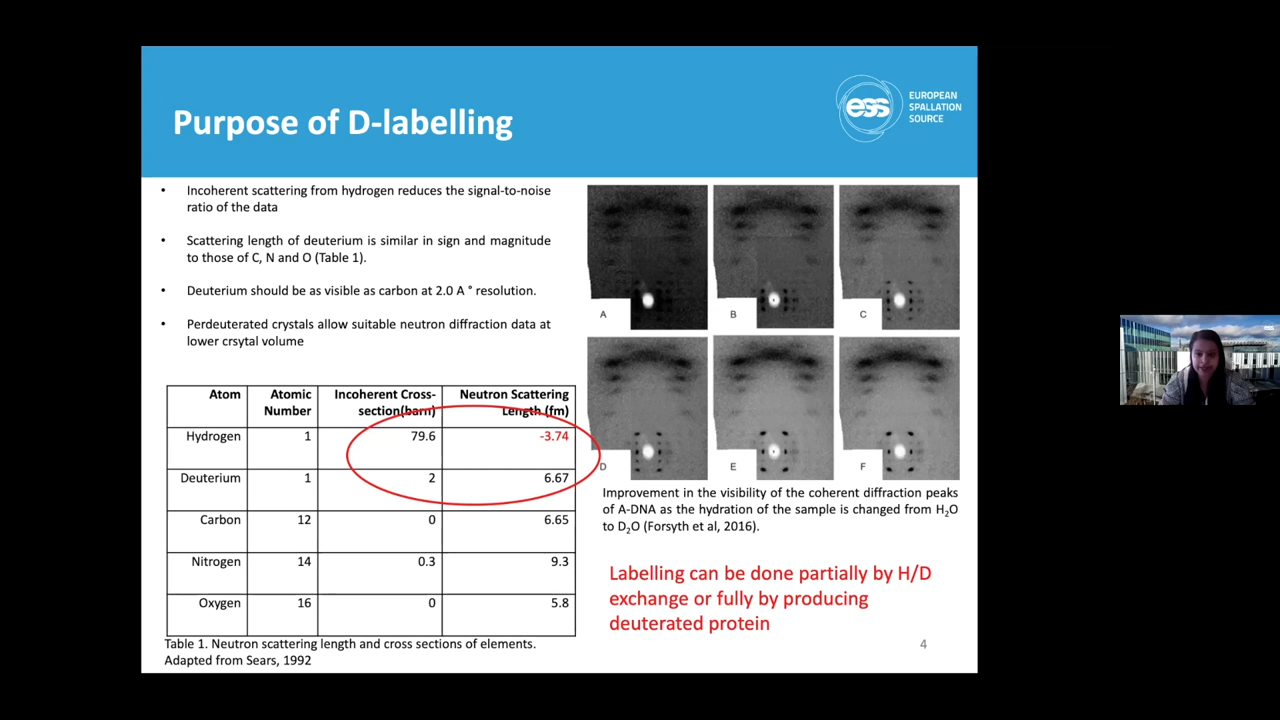 Purpose of D-labelling
ess
EUROPEAN
SPALLATION
SOURCE
• Incoherent scattering from hydrogen reduces the signal-to-noise
ratio of the data
• Scattering length of deuterium is similar in sign and magnitude
to those of C, N and O (Table 1).
• Deuterium should be as visible as carbon at 2.0 A ° resolution.
• Perdeuterated crystals allow suitable neutron diffraction data at
lower crsytal volume
Atom Atomic Number Incoherent Cross-section(barn) Neutron Scattering Length (fm)
Hydrogen 1 79.6 -3.74
Deuterium 1 2 6.67
Carbon 12 0 6.65
Nitrogen 14 0.3 9.3
Oxygen 16 0 5.8
Table 1. Neutron scattering length and cross sections of elements.
Adapted from Sears, 1992
A B C
D E F
Improvement in the visibility of the coherent diffraction peaks
of A-DNA as the hydration of the sample is changed from H₂O
to D₂O (Forsyth et al, 2016).
Labelling can be done partially by H/D
exchange or fully by producing
deuterated protein
4
ess